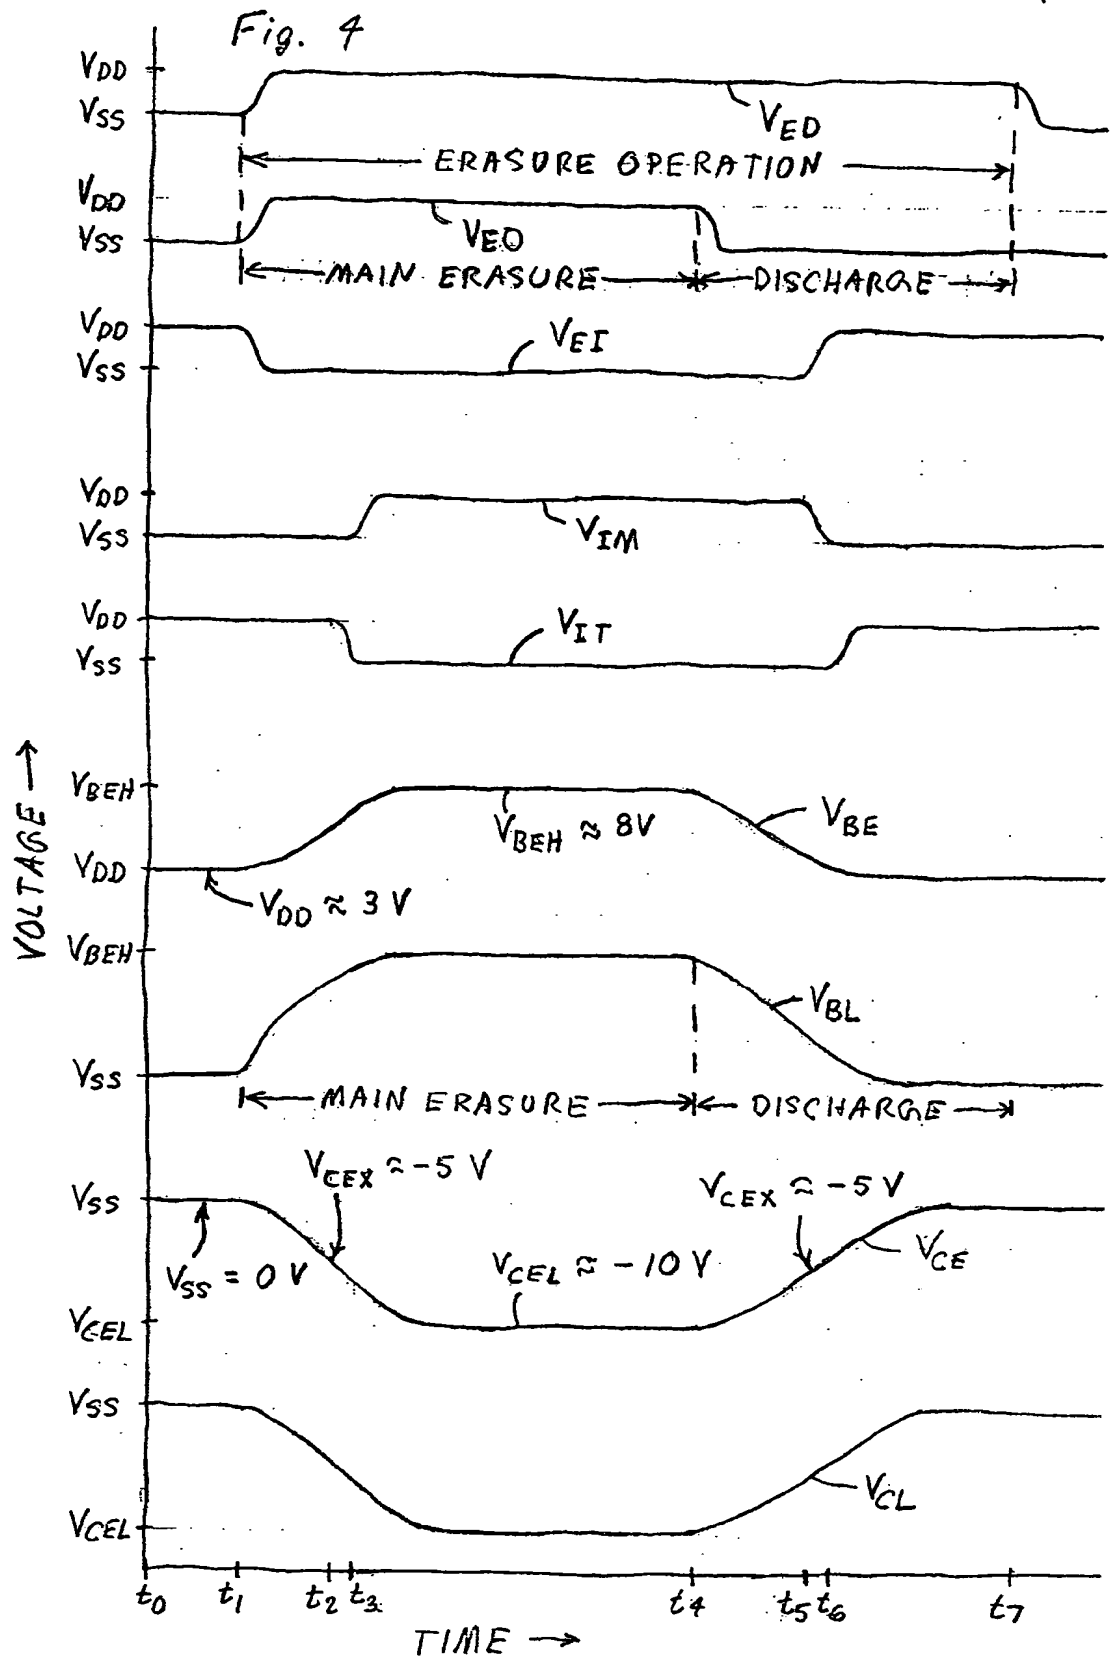 Fig. 4
VDD
VSS
VED
ERASURE OPERATION
VDD
VSS
VEO
MAIN ERASURE
DISCHARGE
VDD
VSS
VEI
VDD
VSS
VIM
VDD
VSS
VIT
VOLTAGE →
VBEH
VBEH ≈ 8V
VBE
VDD
VDD ≈ 3 V
VBEH
VBL
VSS
MAIN ERASURE
DISCHARGE
VCEX ≈ -5 V
VCEX ≈ -5 V
VSS
VSS = 0 V
VCEL ≈ -10 V
VCE
VCEL
VSS
VCL
VCEL
t0 t1 t2 t3 t4 t5 t6 t7
TIME →